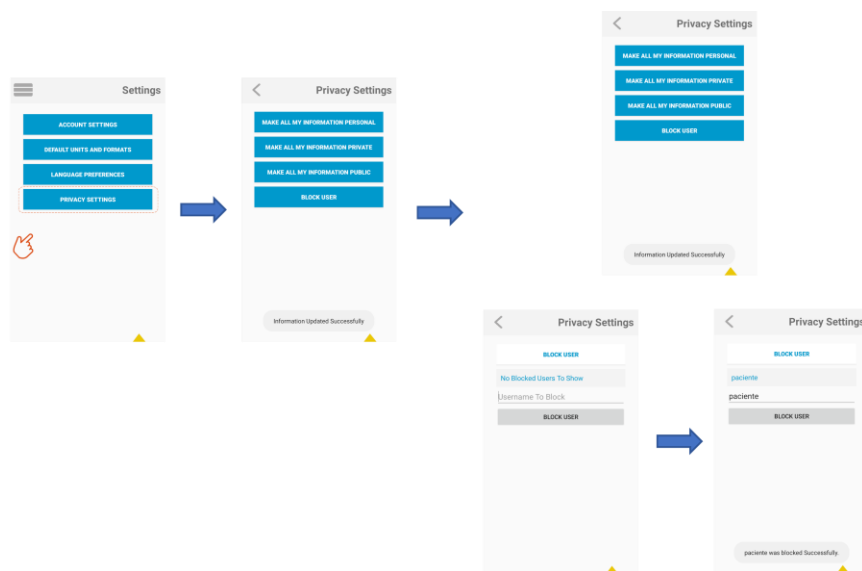 Settings
ACCOUNT SETTINGS
DEFAULT UNITS AND FORMATS
LANGUAGE PREFERENCES
PRIVACY SETTINGS
Privacy Settings
MAKE ALL MY INFORMATION PERSONAL
MAKE ALL MY INFORMATION PRIVATE
MAKE ALL MY INFORMATION PUBLIC
BLOCK USER
Information Updated Successfully
Privacy Settings
MAKE ALL MY INFORMATION PERSONAL
MAKE ALL MY INFORMATION PRIVATE
MAKE ALL MY INFORMATION PUBLIC
BLOCK USER
Information Updated Successfully
Privacy Settings
BLOCK USER
No Blocked Users To Show
Username To Block
BLOCK USER
Privacy Settings
BLOCK USER
paciente
paciente
BLOCK USER
paciente was blocked Successfully.